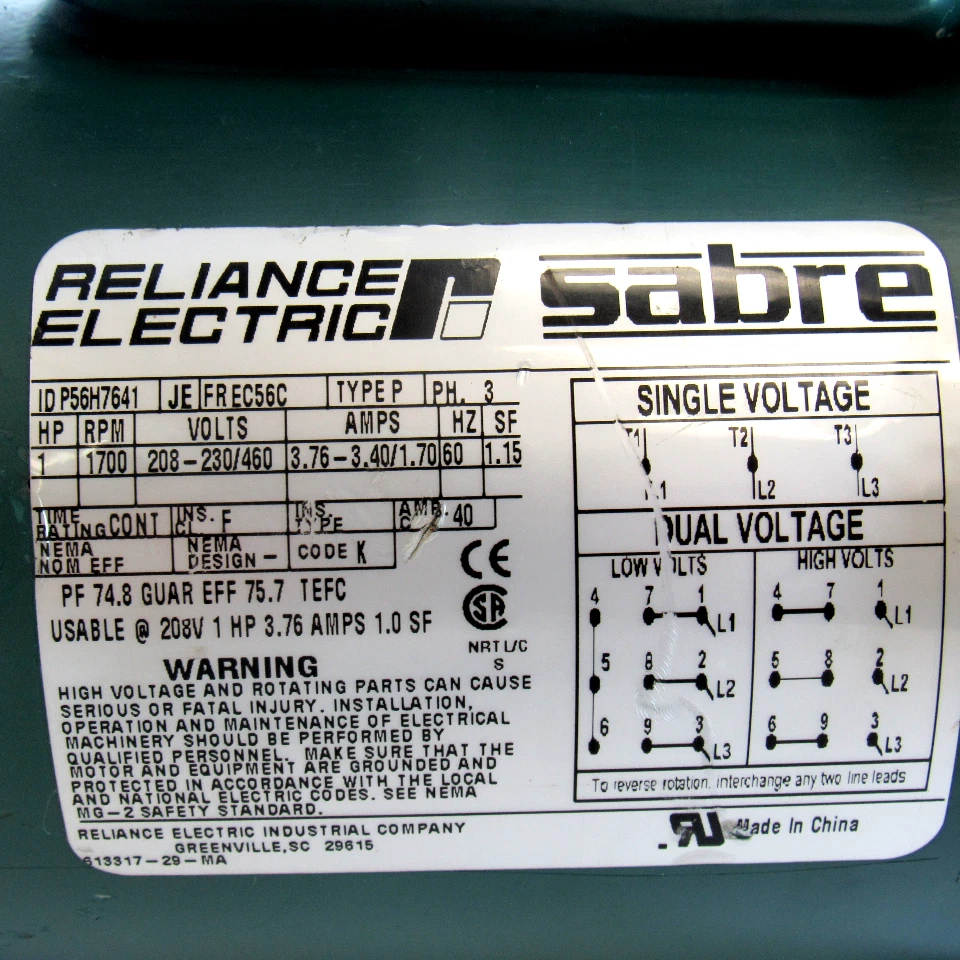 RELIANCE
ELECTRIC
sabre
ID P56H7641 JE FR EC56C TYPE P PH. 3
HP RPM VOLTS AMPS HZ SF
1 1700 208-230/460 3.76-3.40/1.70 60 1.15
TIME RATING CONT INS. CL. F INS. TYPE AMB. 40
NEMA NOM EFF NEMA DESIGN - CODE K
CE
PF 74.8 GUAR EFF 75.7 TEFC
USABLE @ 208V 1 HP 3.76 AMPS 1.0 SF
SA
NRTL/C
S
WARNING
HIGH VOLTAGE AND ROTATING PARTS CAN CAUSE
SERIOUS OR FATAL INJURY. INSTALLATION,
OPERATION AND MAINTENANCE OF ELECTRICAL
MACHINERY SHOULD BE PERFORMED BY
QUALIFIED PERSONNEL. MAKE SURE THAT THE
MOTOR AND EQUIPMENT ARE GROUNDED AND
PROTECTED IN ACCORDANCE WITH THE LOCAL
AND NATIONAL ELECTRIC CODES. SEE NEMA
MG-2 SAFETY STANDARD.
SINGLE VOLTAGE
T1 T2 T3
L1 L2 L3
DUAL VOLTAGE
LOW VOLTS HIGH VOLTS
4 7 1 4 7 1
L1 L1
5 8 2 5 8 2
L2 L2
6 9 3 6 9 3
L3 L3
To reverse rotation, interchange any two line leads
RELIANCE ELECTRIC INDUSTRIAL COMPANY
GREENVILLE, SC 29615
613317-29-MA
Made In China